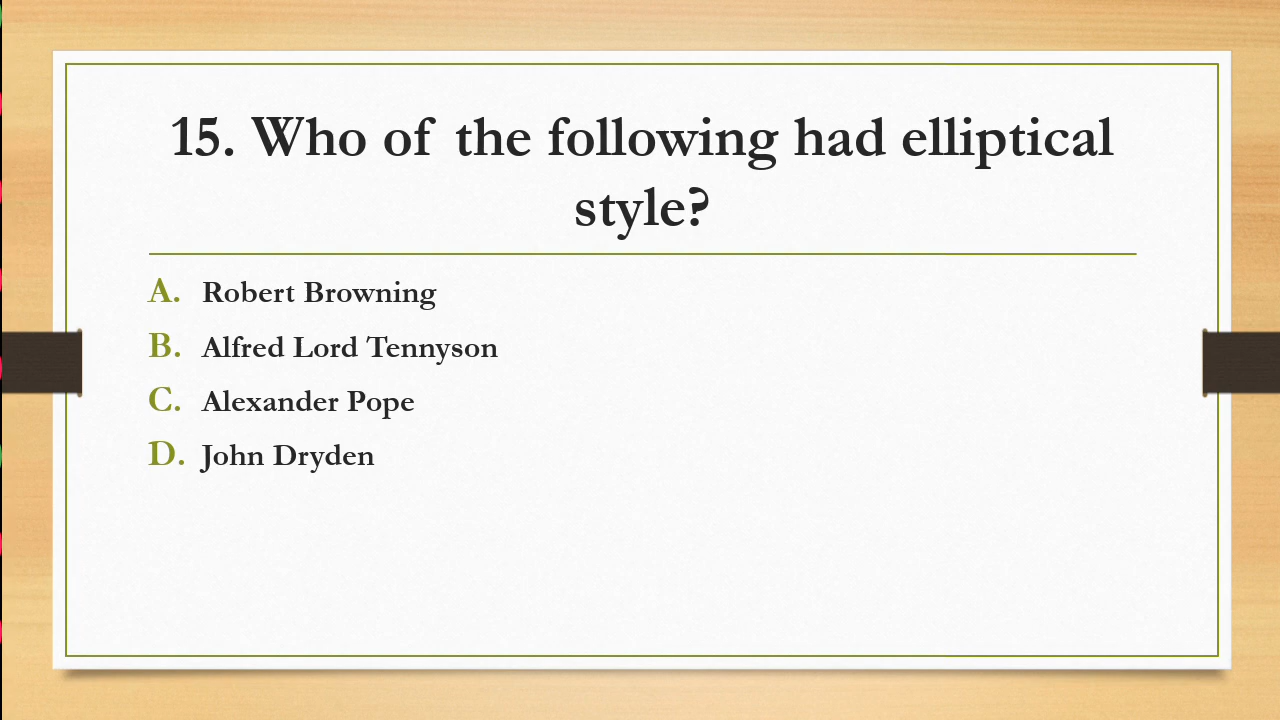 15. Who of the following had elliptical
style?
A. Robert Browning
B. Alfred Lord Tennyson
C. Alexander Pope
D. John Dryden